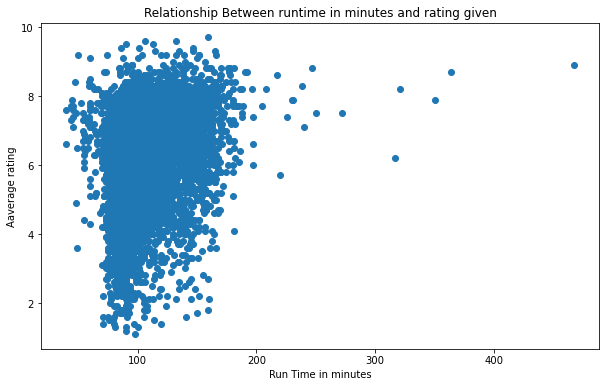 Relationship Between runtime in minutes and rating given
10
8
6
4
2
Aaverage rating
100 200 300 400
Run Time in minutes